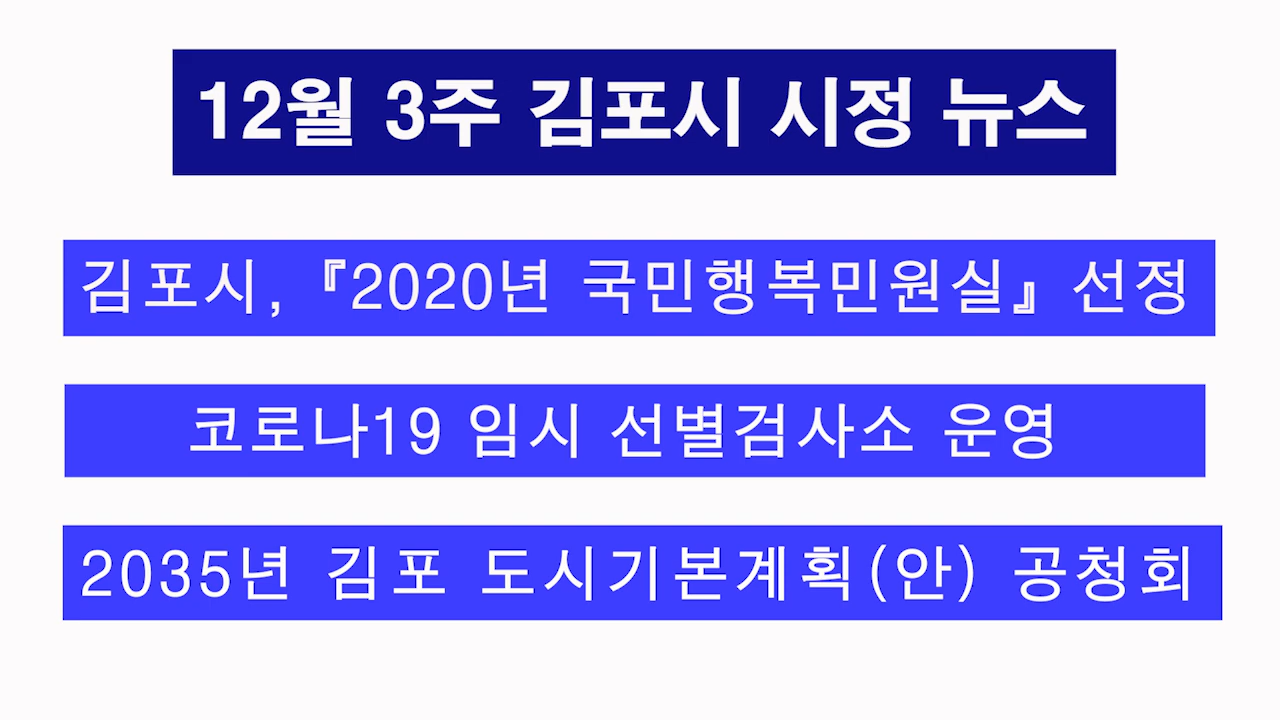 12월 3주 김포시 시정 뉴스
김포시,『2020년 국민행복민원실』선정
코로나19 임시 선별검사소 운영
2035년 김포 도시기본계획(안) 공청회